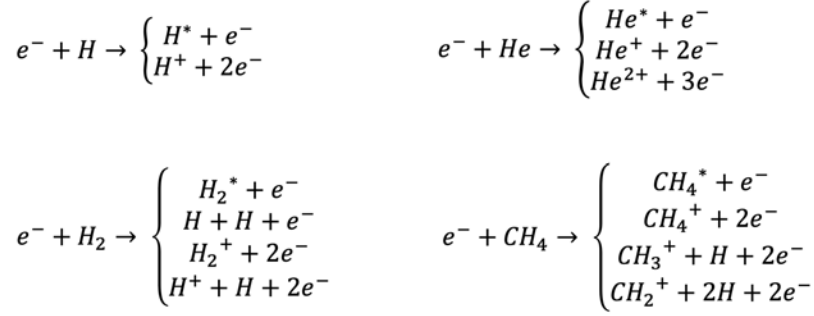 e⁻ + H → { H* + e⁻
H⁺ + 2e⁻
e⁻ + He → { He* + e⁻
He⁺ + 2e⁻
He²⁺ + 3e⁻
e⁻ + H₂ → { H₂* + e⁻
H + H + e⁻
H₂⁺ + 2e⁻
H⁺ + H + 2e⁻
e⁻ + CH₄ → { CH₄* + e⁻
CH₄⁺ + 2e⁻
CH₃⁺ + H + 2e⁻
CH₂⁺ + 2H + 2e⁻